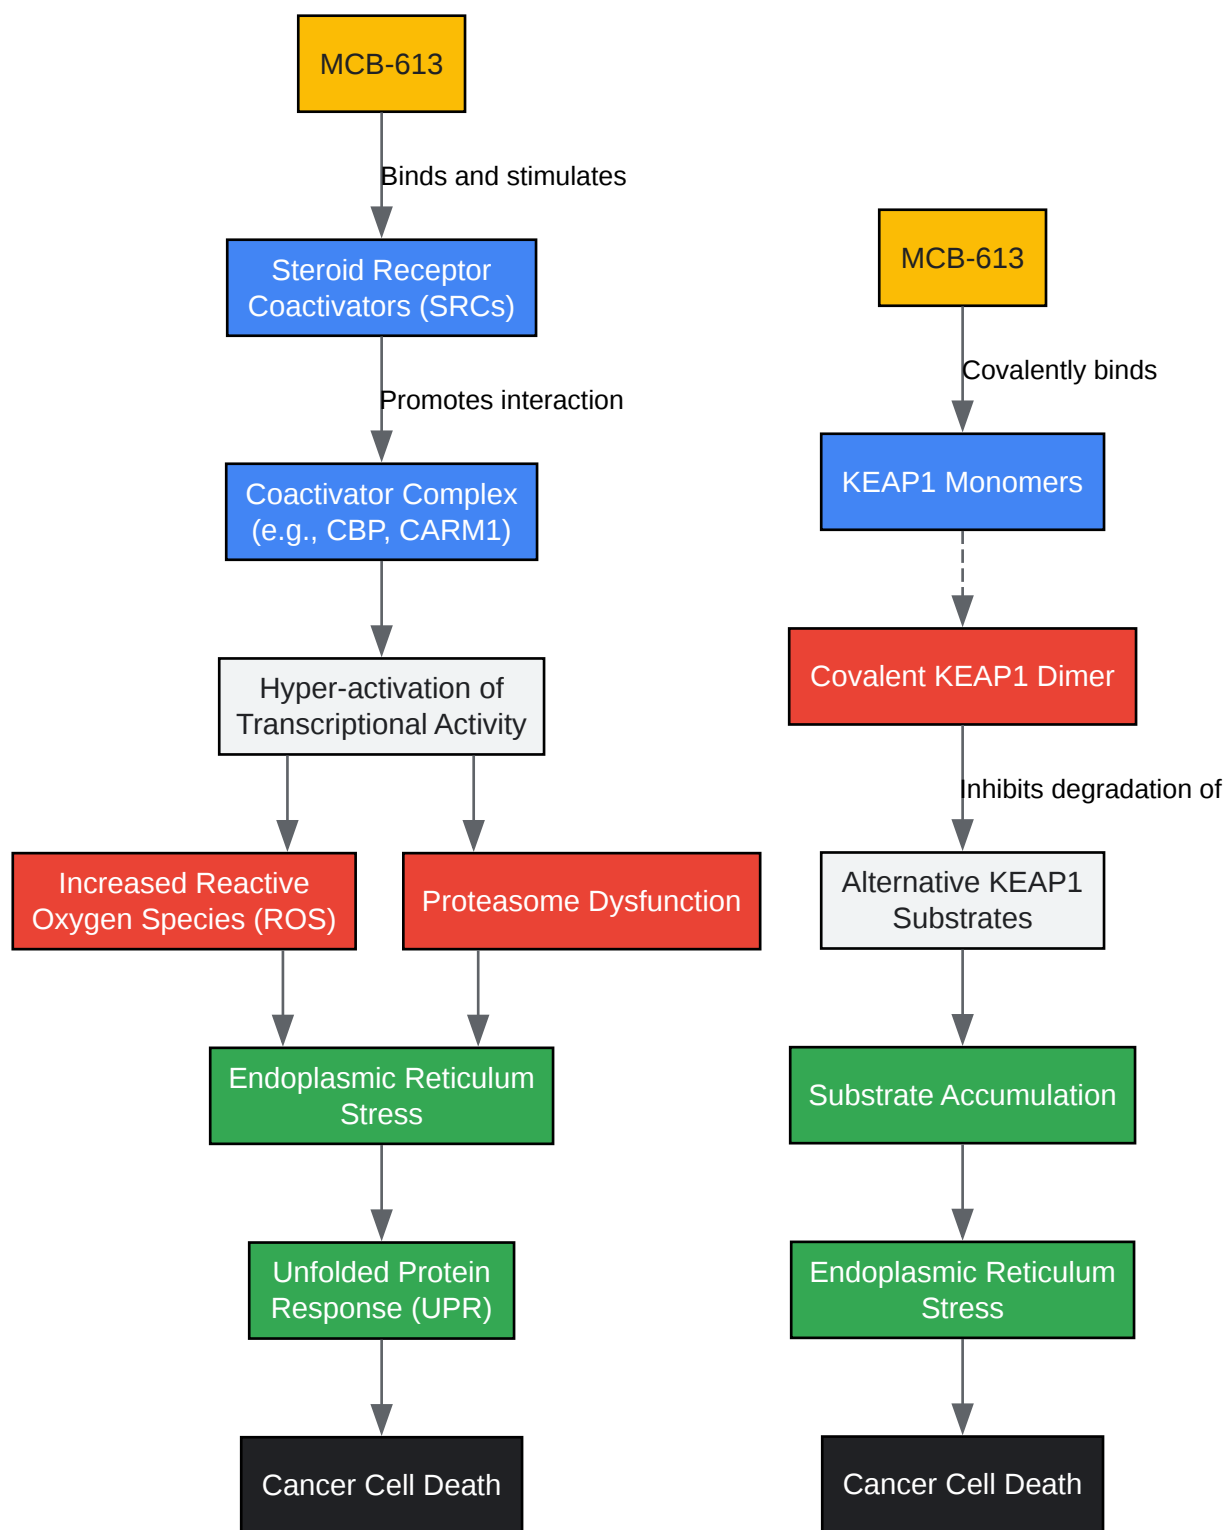 MCB-613
Binds and stimulates
Steroid Receptor
Coactivators (SRCs)
Promotes interaction
Coactivator Complex
(e.g., CBP, CARM1)
Hyper-activation of
Transcriptional Activity
Increased Reactive
Oxygen Species (ROS)
Proteasome Dysfunction
Endoplasmic Reticulum
Stress
Unfolded Protein
Response (UPR)
Cancer Cell Death
MCB-613
Covalently binds
KEAP1 Monomers
Covalent KEAP1 Dimer
Inhibits degradation of
Alternative KEAP1
Substrates
Substrate Accumulation
Endoplasmic Reticulum
Stress
Cancer Cell Death